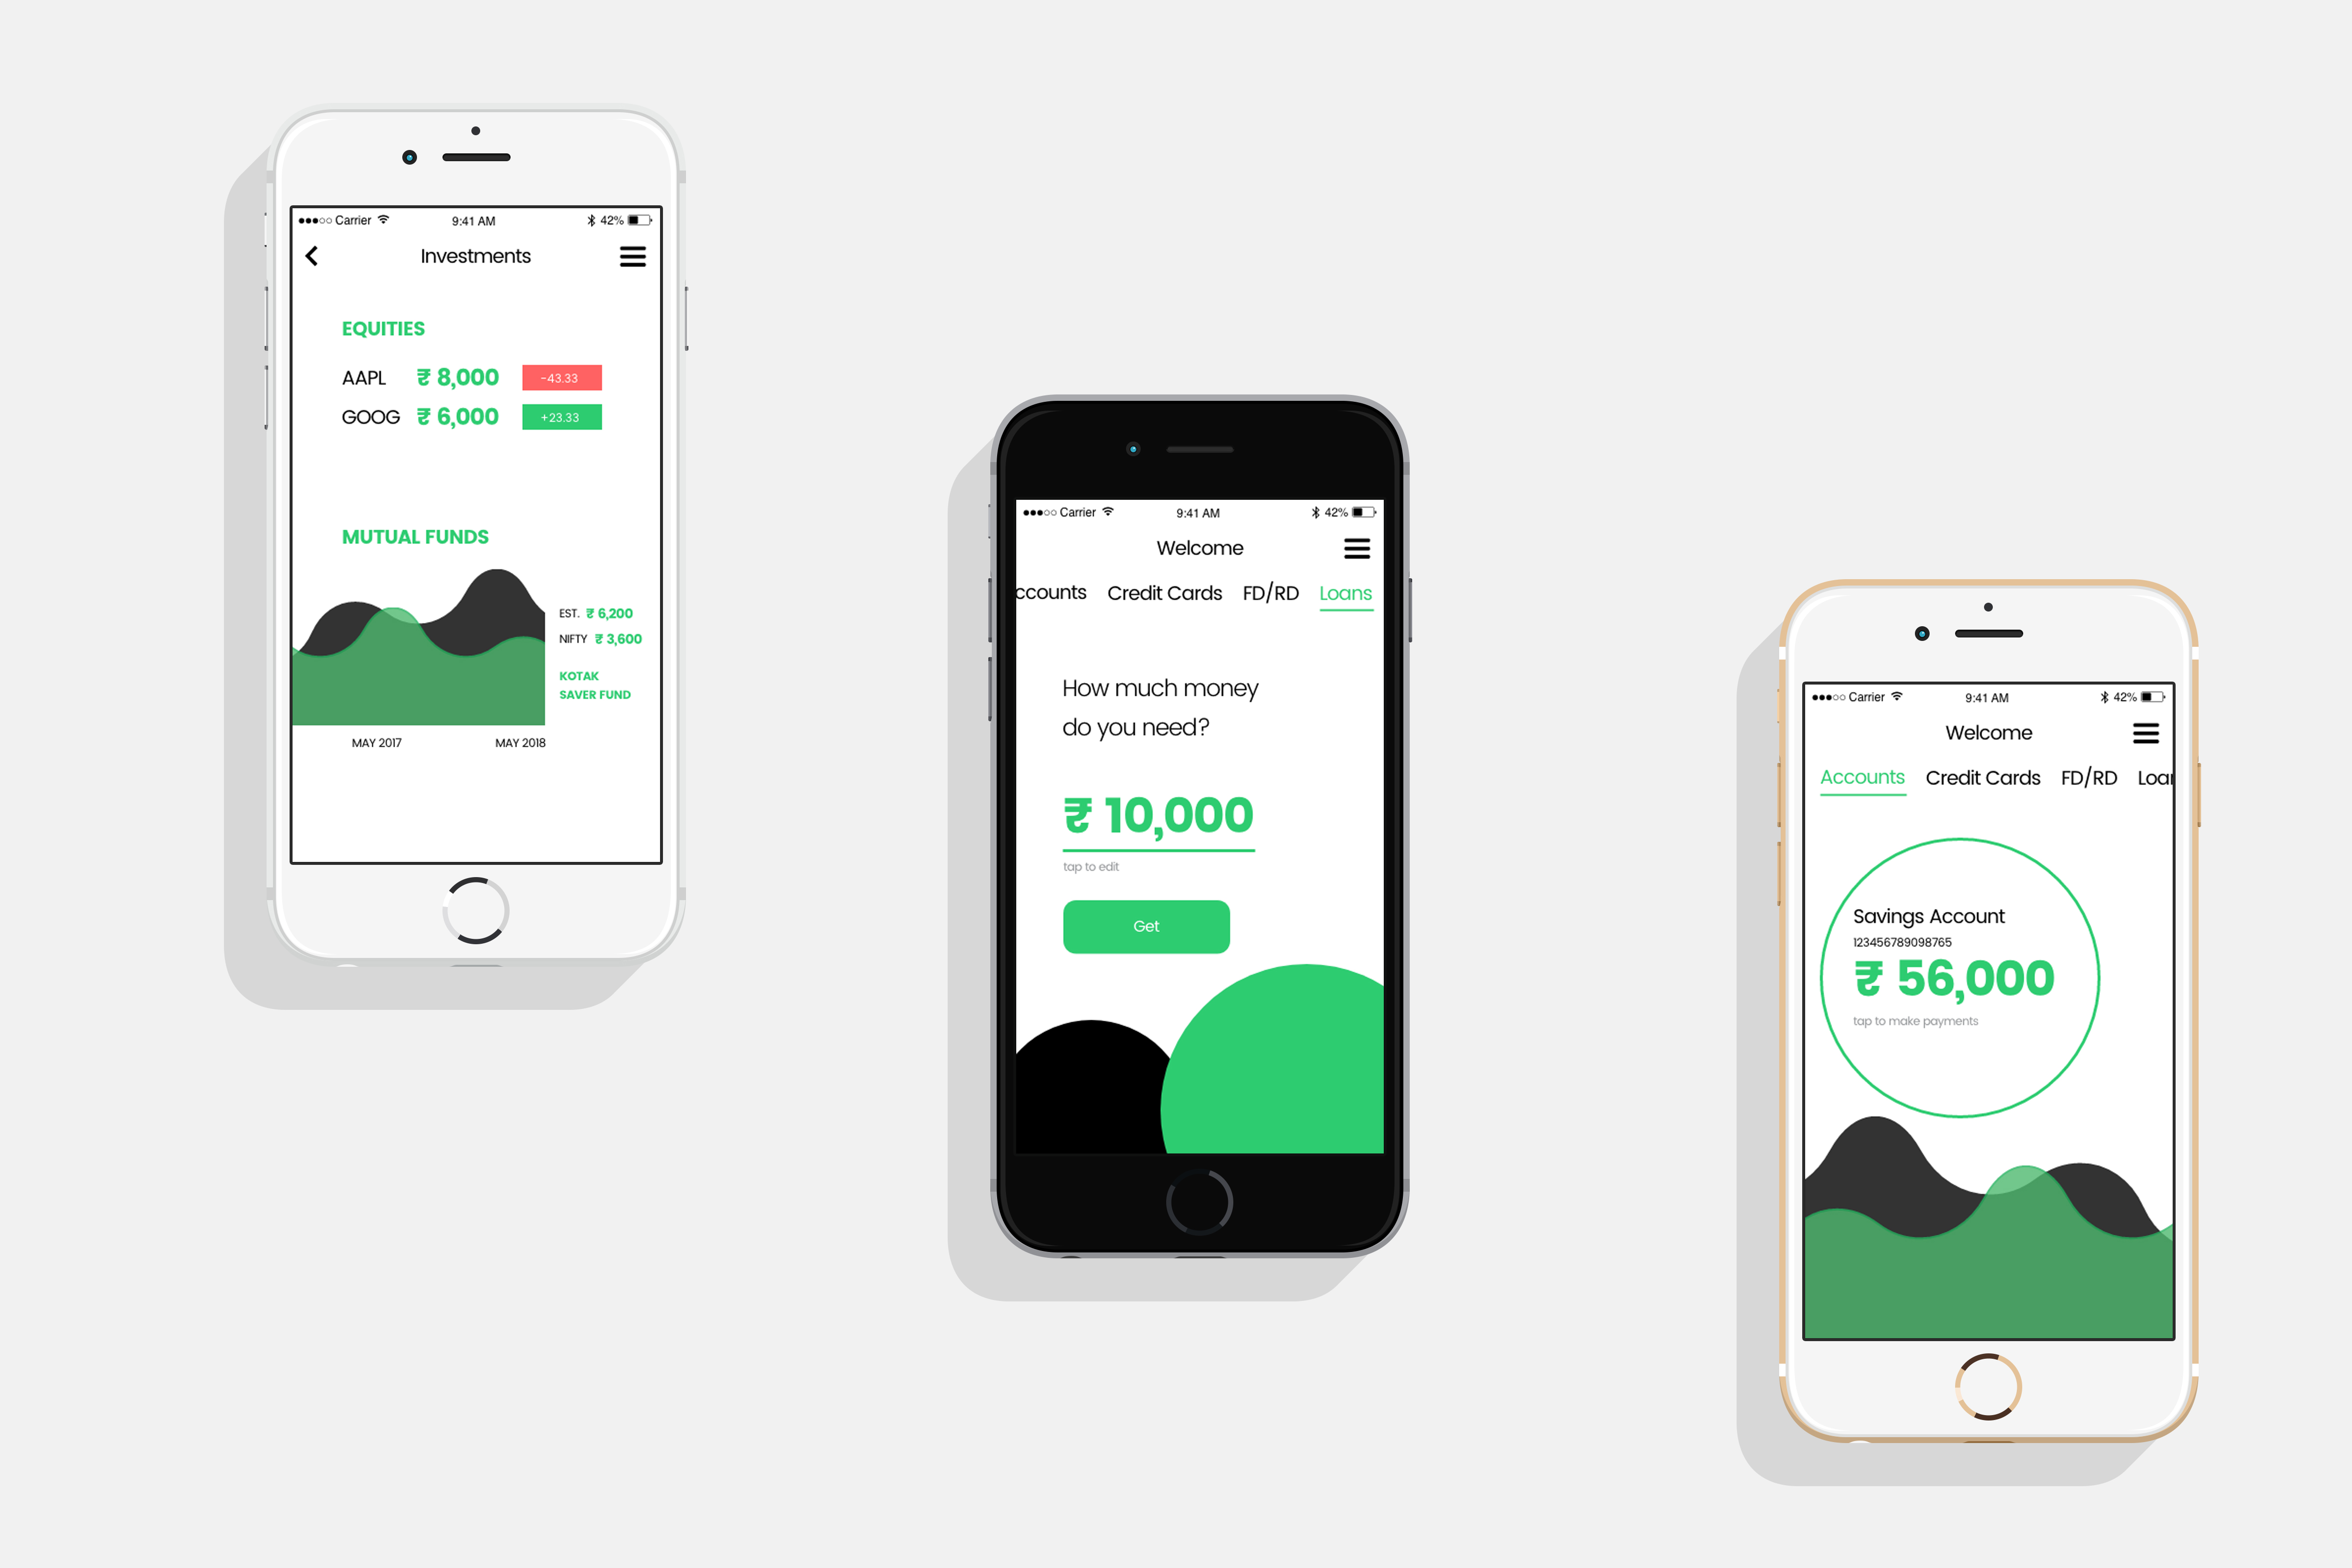 Carrier 9:41 AM 42%
Investments
EQUITIES
AAPL ₹ 8,000 -43.33
GOOG ₹ 6,000 +23.33
MUTUAL FUNDS
EST. ₹ 6,200
NIFTY ₹ 3,600
KOTAK
SAVER FUND
MAY 2017 MAY 2018
Carrier 9:41 AM 42%
Welcome
ccounts Credit Cards FD/RD Loans
How much money
do you need?
₹ 10,000
tap to edit
Get
Carrier 9:41 AM 42%
Welcome
Accounts Credit Cards FD/RD Loan
Savings Account
123456789098765
₹ 56,000
tap to make payments